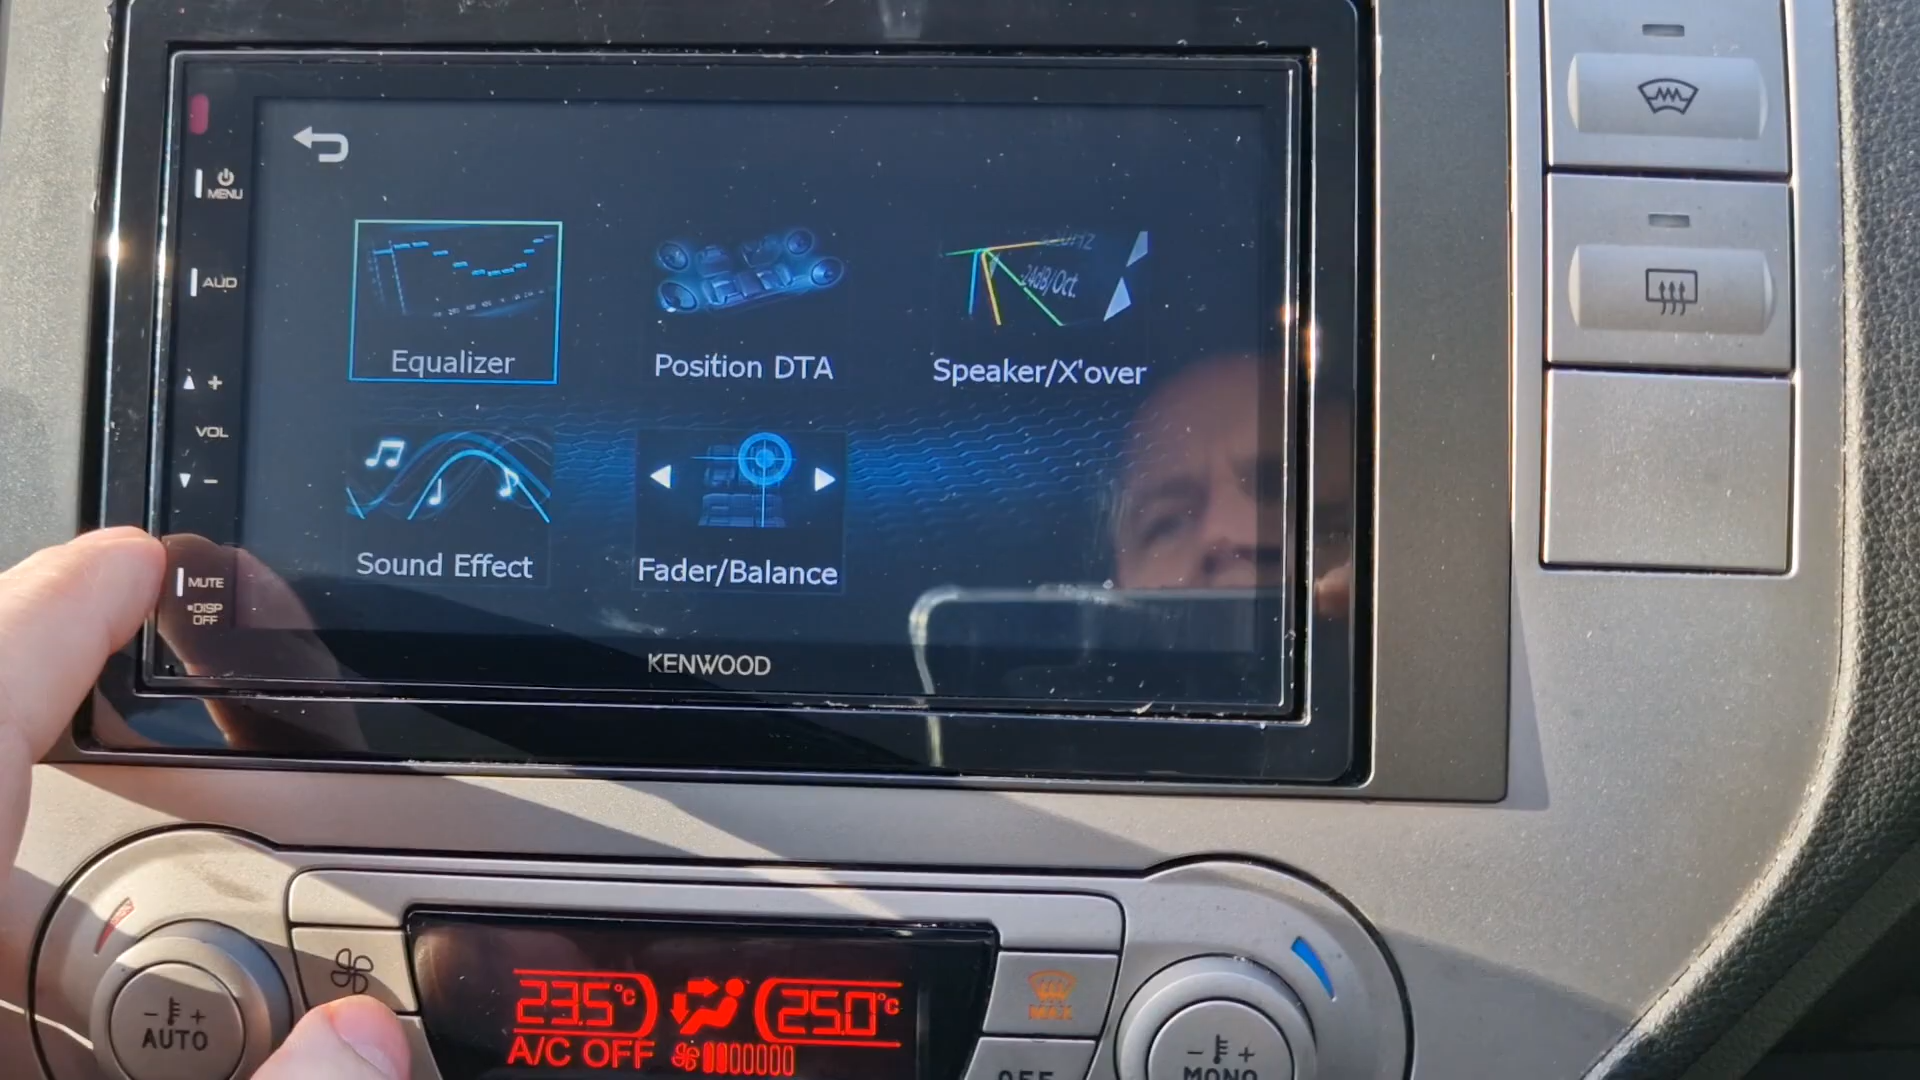 MENU
AUD
+
VOL
-
MUTE
DISP
OFF
24dB/Oct.
Equalizer
Position DTA
Speaker/X'over
Sound Effect
Fader/Balance
KENWOOD
23.5°C
25.0°C
A/C OFF
- +
AUTO
MAX
OFF
- +
MONO